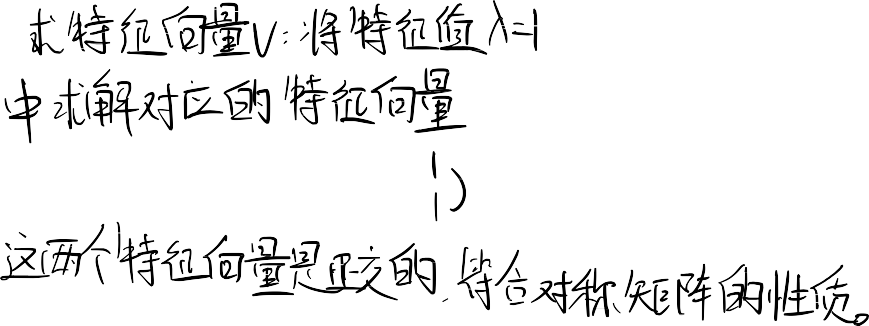 求特征向量v:将特征值λ=1
中求解对应的特征向量
1
1)
这两个特征向量是正交的,符合对称矩阵的性质。